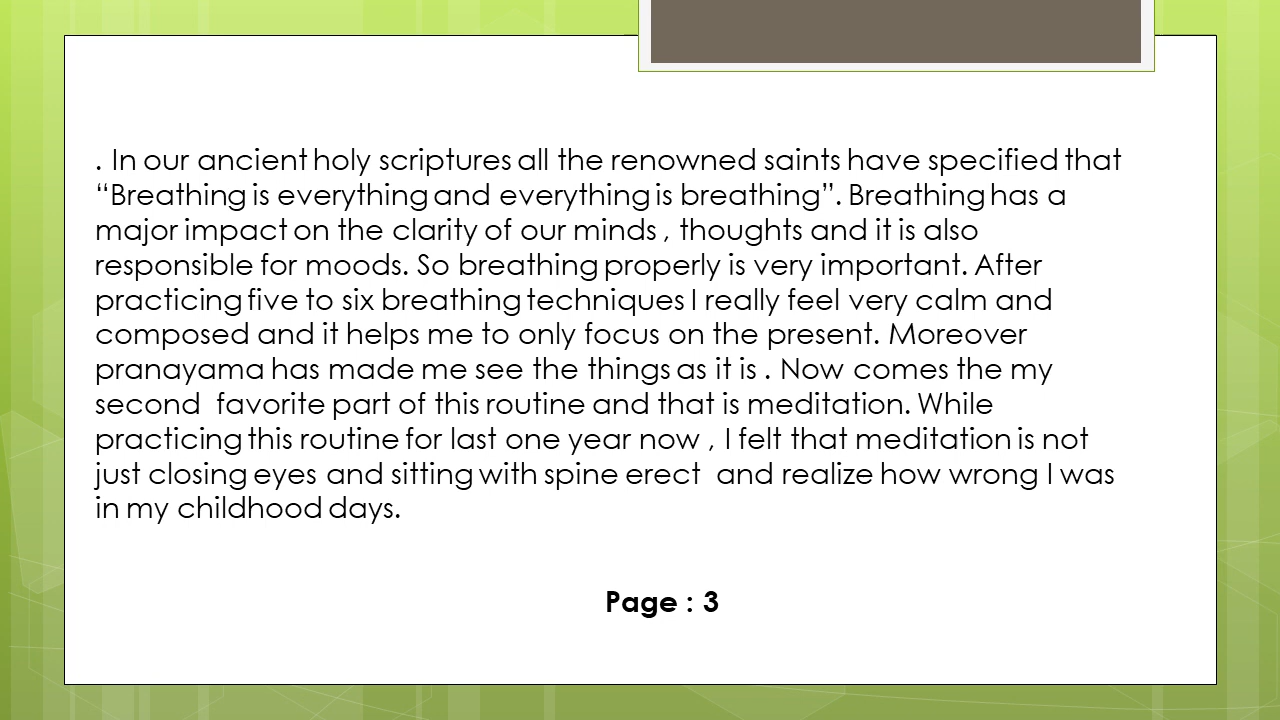 . In our ancient holy scriptures all the renowned saints have specified that
“Breathing is everything and everything is breathing”. Breathing has a
major impact on the clarity of our minds , thoughts and it is also
responsible for moods. So breathing properly is very important. After
practicing five to six breathing techniques I really feel very calm and
composed and it helps me to only focus on the present. Moreover
pranayama has made me see the things as it is . Now comes the my
second  favorite part of this routine and that is meditation. While
practicing this routine for last one year now , I felt that meditation is not
just closing eyes and sitting with spine erect  and realize how wrong I was
in my childhood days.
Page : 3